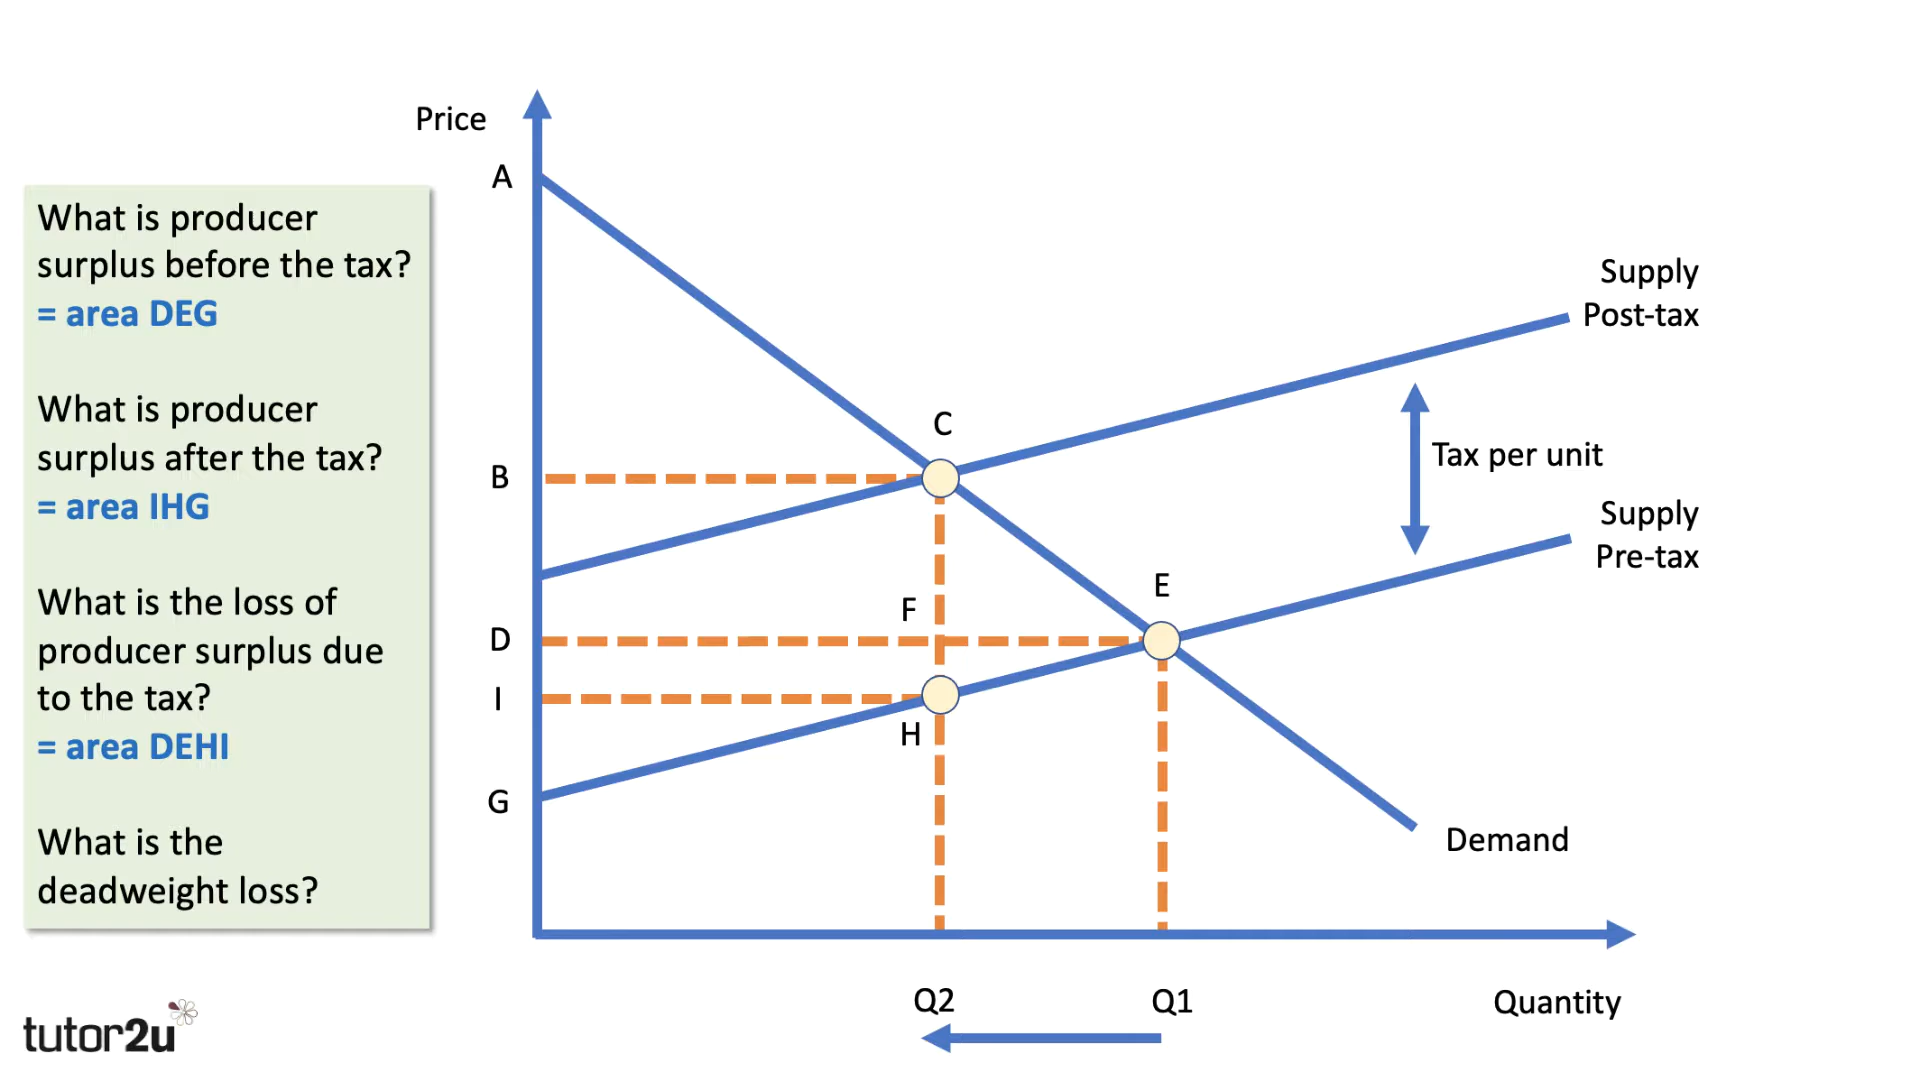 What is producer
surplus before the tax?
= area DEG
What is producer
surplus after the tax?
= area IHG
What is the loss of
producer surplus due
to the tax?
= area DEHI
What is the
deadweight loss?
Price
A
B
C
D
E
F
I
H
G
Supply
Post-tax
Tax per unit
Supply
Pre-tax
Demand
Q2
Q1
Quantity
tutor2u